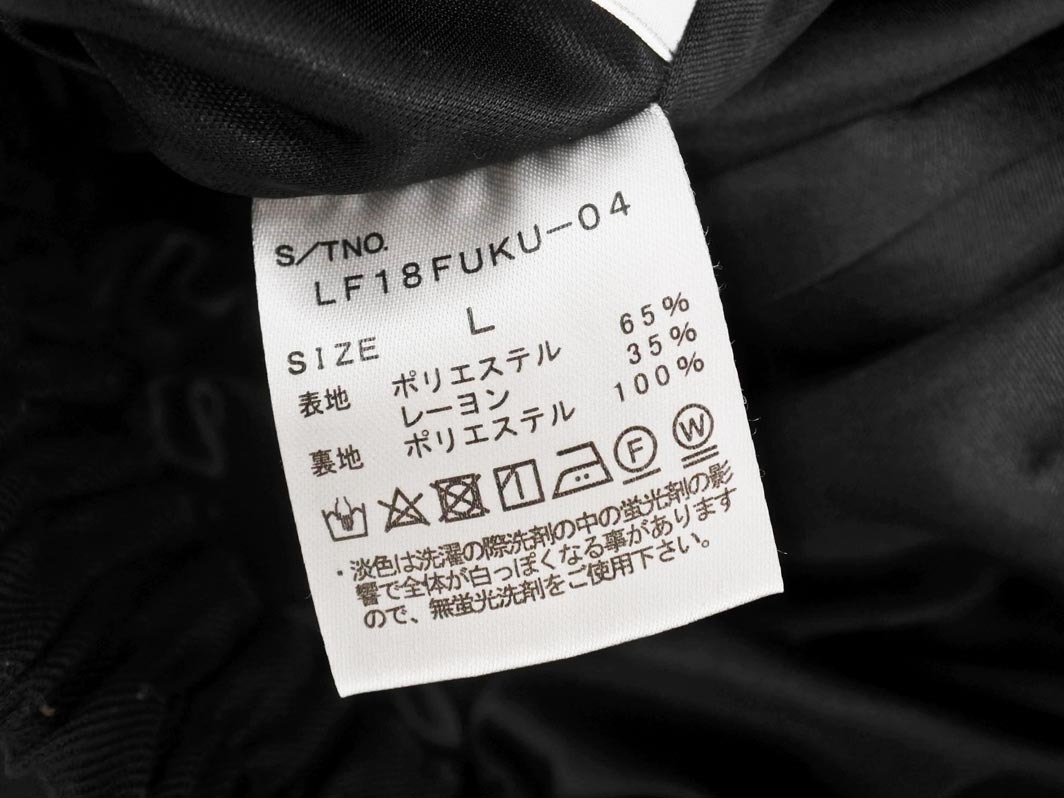 S/TNO.
LF18FUKU-04
SIZE L
表地 ポリエステル 65%
レーヨン 35%
裏地 ポリエステル 100%
F W
・淡色は洗濯の際洗剤の中の蛍光剤の影
響で全体が白っぽくなる事があります
ので、無蛍光洗剤をご使用下さい。